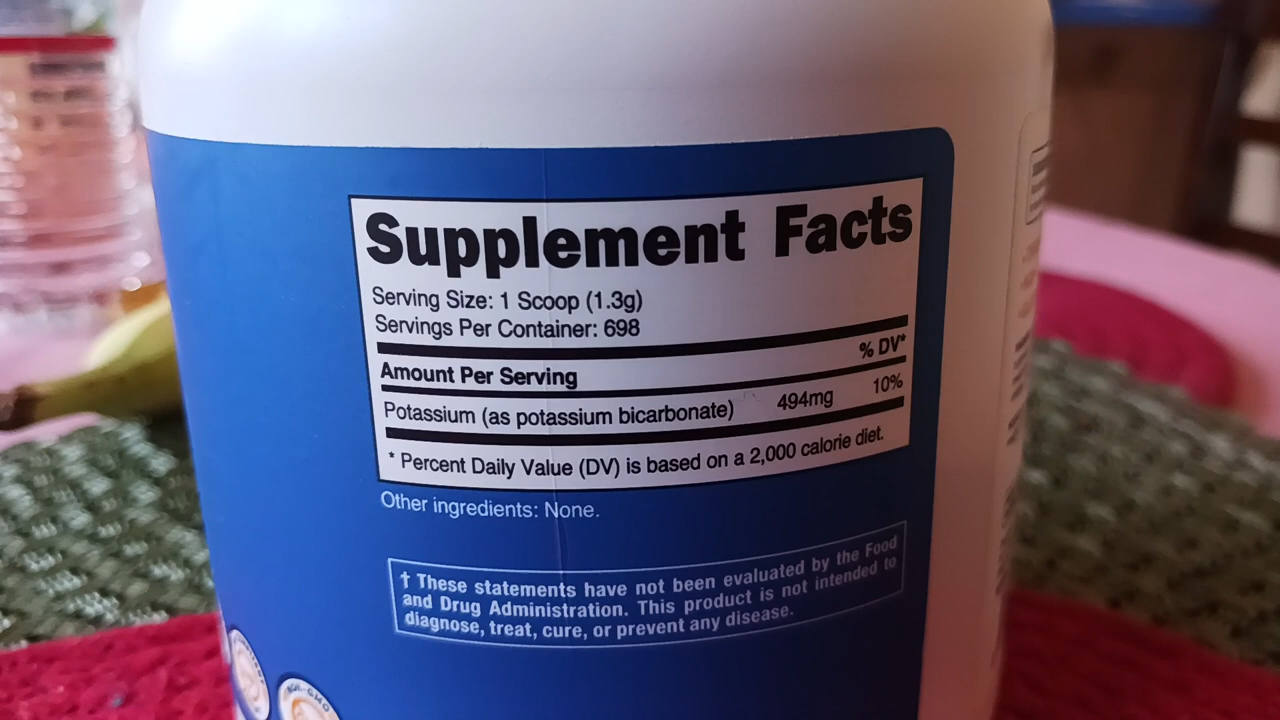 Supplement Facts
Serving Size: 1 Scoop (1.3g)
Servings Per Container: 698
% DV*
Amount Per Serving
Potassium (as potassium bicarbonate) 494mg 10%
* Percent Daily Value (DV) is based on a 2,000 calorie diet.
Other ingredients: None.
† These statements have not been evaluated by the Food
and Drug Administration. This product is not intended to
diagnose, treat, cure, or prevent any disease.
NON-GMO